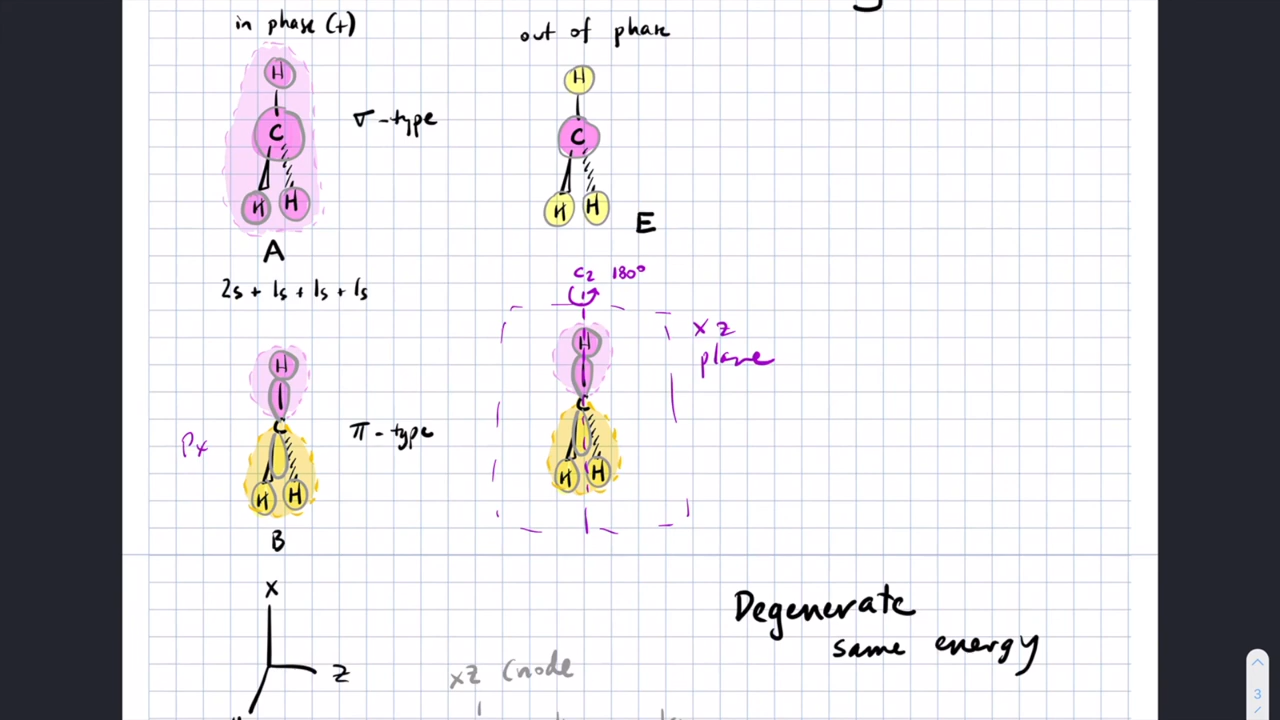 in phase (+)
out of phase
H
C
H H
σ-type
A
2s + 1s + 1s + 1s
H
C
H H
E
C2 180°
xz
plane
H
C
H H
Px
π-type
B
H
C
H H
x
z
xz (node
Degenerate
same energy
3